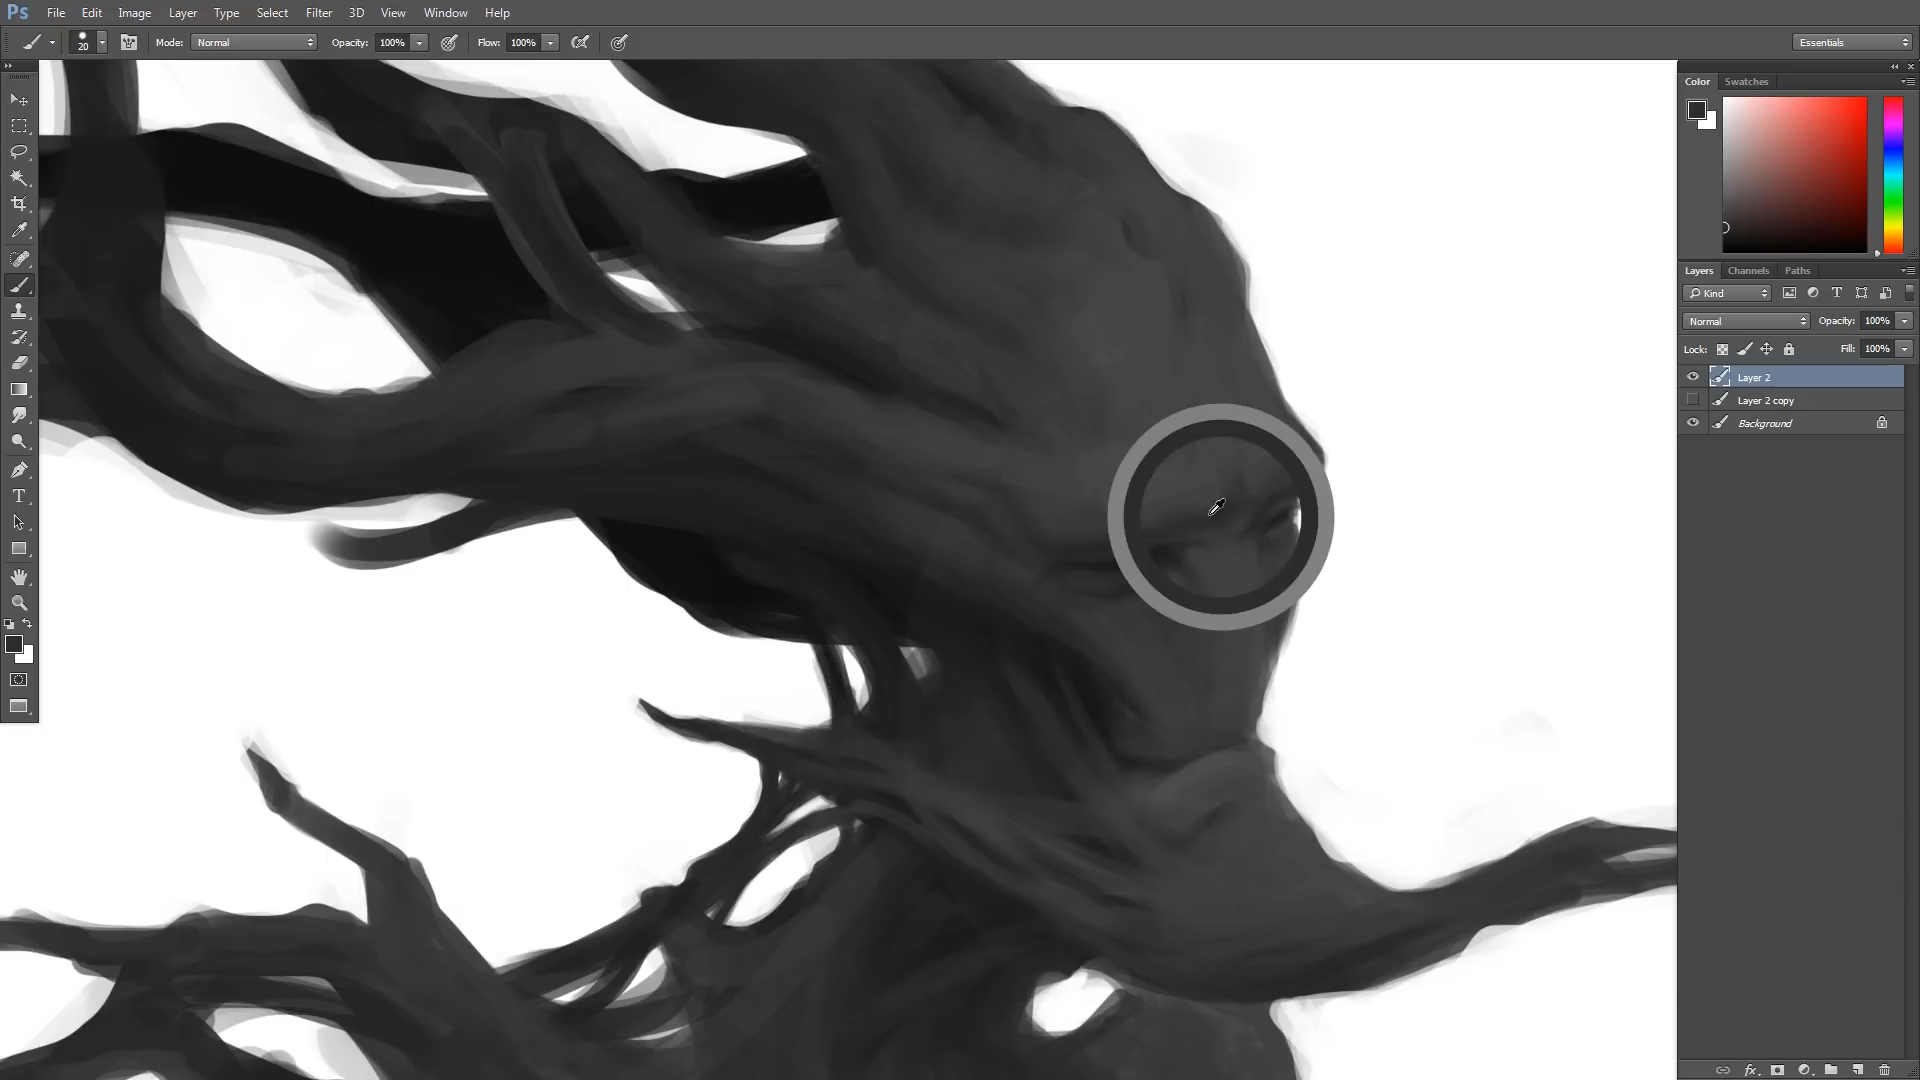 Ps File Edit Image Layer Type Select Filter 3D View Window Help
20 Mode: Normal Opacity: 100% Flow: 100% Essentials
Color Swatches
Layers Channels Paths
Kind
Normal Opacity: 100%
Lock: Fill: 100%
Layer 2
Layer 2 copy
Background